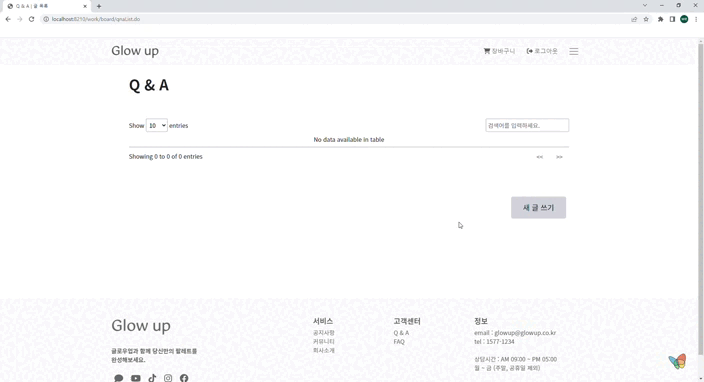 Q & A | 글 목록
localhost:8210/work/board/qnaList.do
Glow up
장바구니
로그아웃
Q & A
Show 10 entries
검색어를 입력하세요.
No data available in table
Showing 0 to 0 of 0 entries
<< >>
새 글 쓰기
Glow up
글로우업과 함께 당신만의 팔레트를
완성해보세요.
서비스
공지사항
커뮤니티
회사소개
고객센터
Q & A
FAQ
정보
email : glowup@glowup.co.kr
tel : 1577-1234
상담시간 : AM 09:00 ~ PM 05:00
월 ~ 금 (주말, 공휴일 제외)